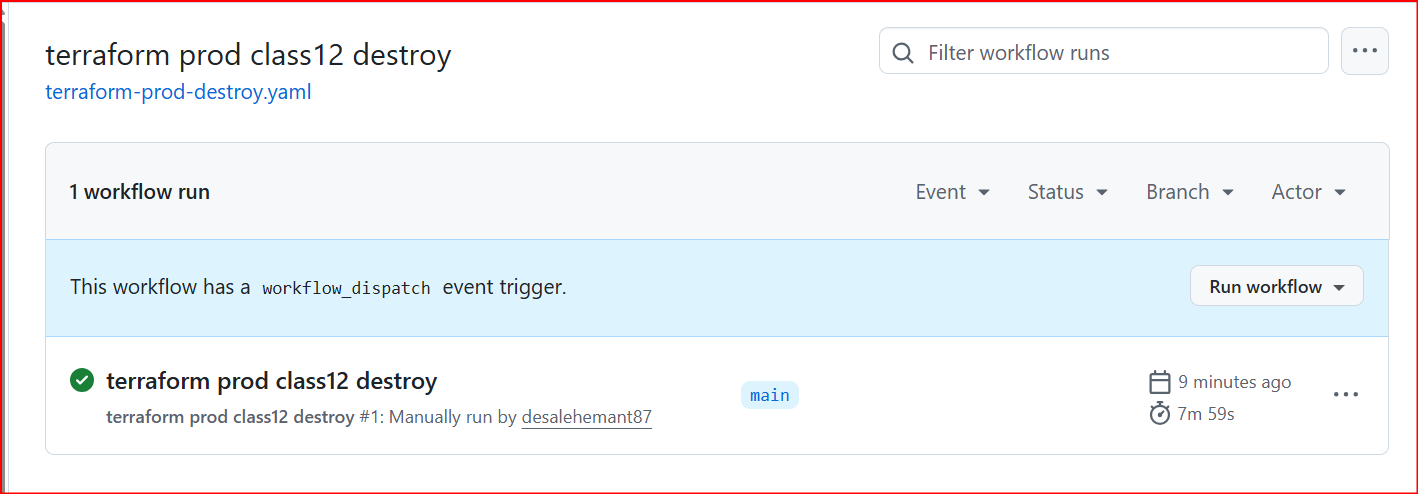 terraform prod class12 destroy
Filter workflow runs
terraform-prod-destroy.yaml
1 workflow run
Event
Status
Branch
Actor
This workflow has a workflow_dispatch event trigger.
Run workflow
terraform prod class12 destroy
main
9 minutes ago
terraform prod class12 destroy #1: Manually run by desalehemant87
7m 59s